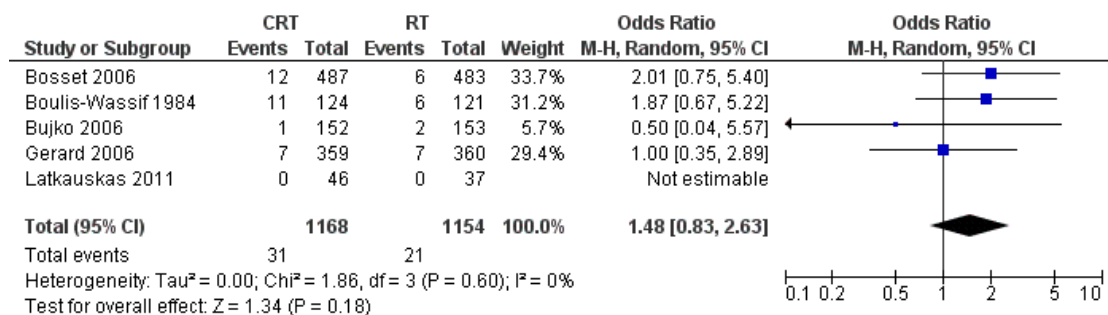 CRT RT Odds Ratio Odds Ratio
Study or Subgroup Events Total Events Total Weight M-H, Random, 95% CI M-H, Random, 95% CI
Bosset 2006 12 487 6 483 33.7% 2.01 [0.75, 5.40]
Boulis-Wassif 1984 11 124 6 121 31.2% 1.87 [0.67, 5.22]
Bujko 2006 1 152 2 153 5.7% 0.50 [0.04, 5.57]
Gerard 2006 7 359 7 360 29.4% 1.00 [0.35, 2.89]
Latkauskas 2011 0 46 0 37 Not estimable
Total (95% CI) 1168 1154 100.0% 1.48 [0.83, 2.63]
Total events 31 21
Heterogeneity: Tau² = 0.00; Chi² = 1.86, df = 3 (P = 0.60); I² = 0%
Test for overall effect: Z = 1.34 (P = 0.18)
0.1 0.2 0.5 1 2 5 10